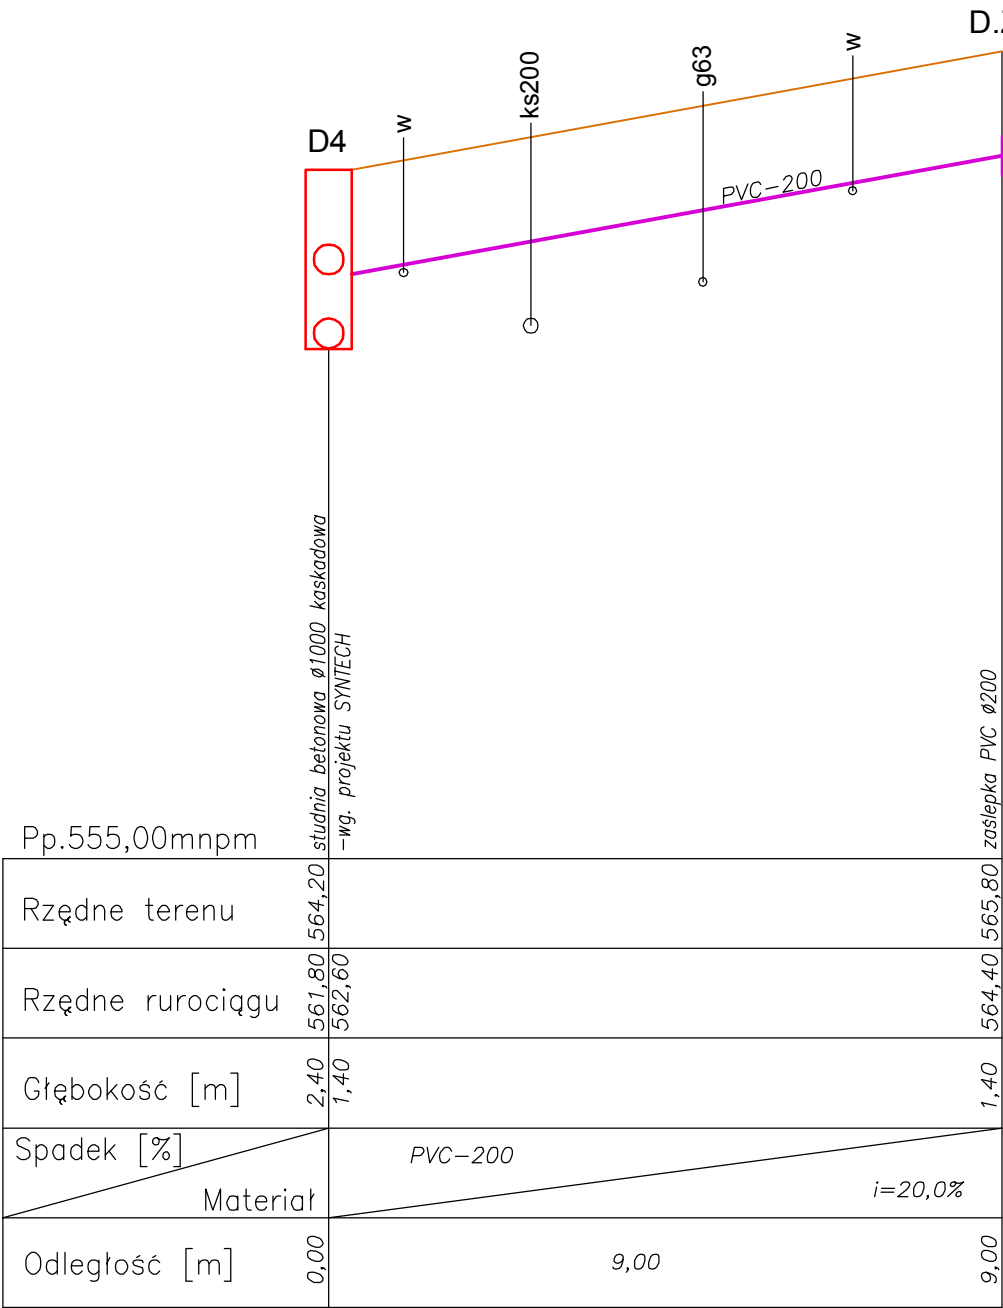 D.
w
g63
ks200
w
D4
PVC-200
studnia betonowa ø1000 kaskadowa
-wg. projektu SYNTECH
zaślepka PVC ø200
Pp.555,00mnpm
Rzędne terenu 564,20 565,80
Rzędne rurociągu 561,80 562,60 564,40
Głębokość [m] 2,40 1,40 1,40
Spadek [%] PVC-200
Materiał i=20,0%
Odległość [m] 0,00 9,00 9,00